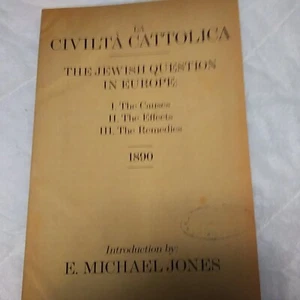 LA
CIVILTÀ CATTOLICA
THE JEWISH QUESTION
IN EUROPE:
I. The Causes
II. The Effects
III. The Remedies
1890
Introduction by:
E. MICHAEL JONES